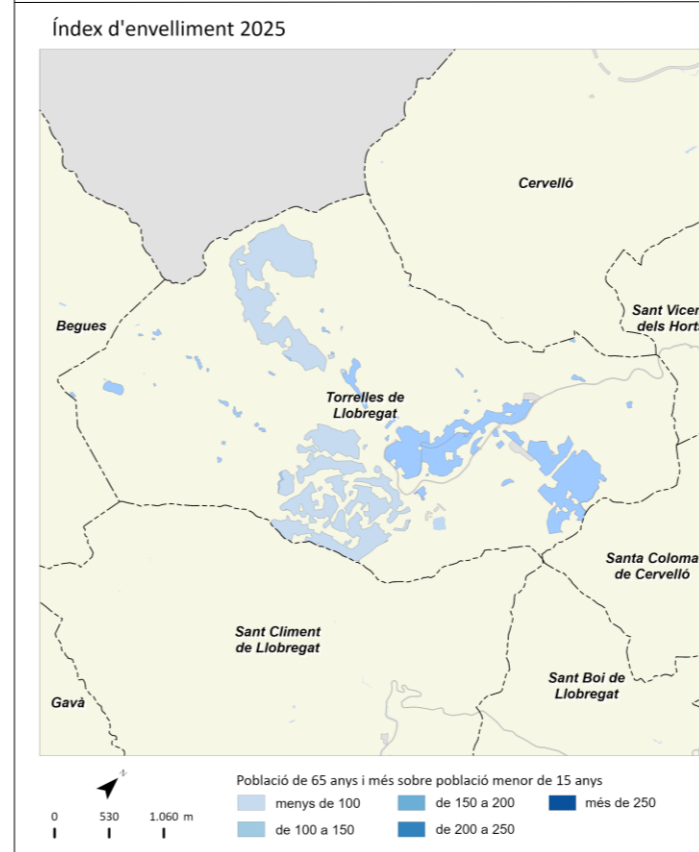 Índex d'envelliment 2025
Cervelló
Sant Vicen
dels Horts
Begues
Torrelles de
Llobregat
Santa Coloma
de Cervelló
Sant Climent
de Llobregat
Sant Boi de
Llobregat
Gavà
N
0 530 1.060 m
Població de 65 anys i més sobre població menor de 15 anys
menys de 100
de 100 a 150
de 150 a 200
de 200 a 250
més de 250